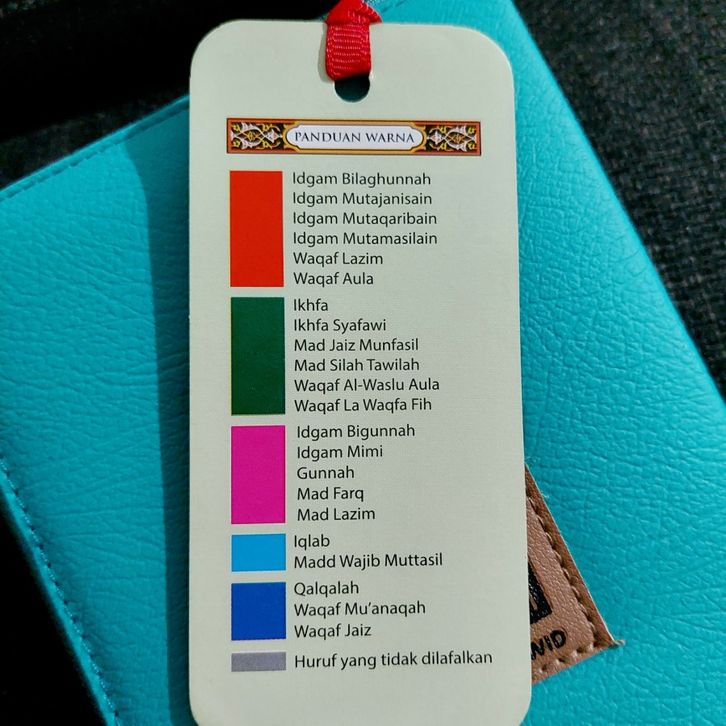 PANDUAN WARNA
Idgam Bilaghunnah
Idgam Mutajanisain
Idgam Mutaqaribain
Idgam Mutamasilain
Waqaf Lazim
Waqaf Aula
Ikhfa
Ikhfa Syafawi
Mad Jaiz Munfasil
Mad Silah Tawilah
Waqaf Al-Waslu Aula
Waqaf La Waqfa Fih
Idgam Bigunnah
Idgam Mimi
Gunnah
Mad Farq
Mad Lazim
Iqlab
Madd Wajib Muttasil
Qalqalah
Waqaf Mu'anaqah
Waqaf Jaiz
Huruf yang tidak dilafalkan